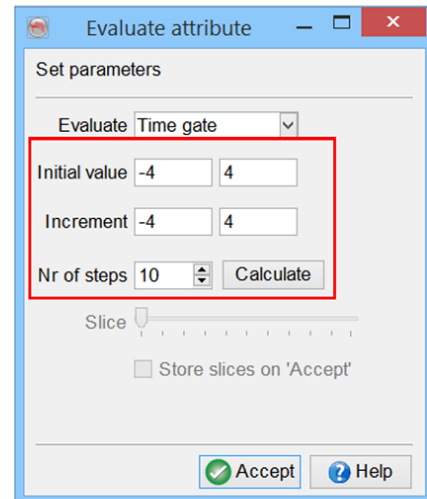 Evaluate attribute
Set parameters
Evaluate Time gate
Initial value -4 4
Increment -4 4
Nr of steps 10 Calculate
Slice
Store slices on 'Accept'
Accept Help